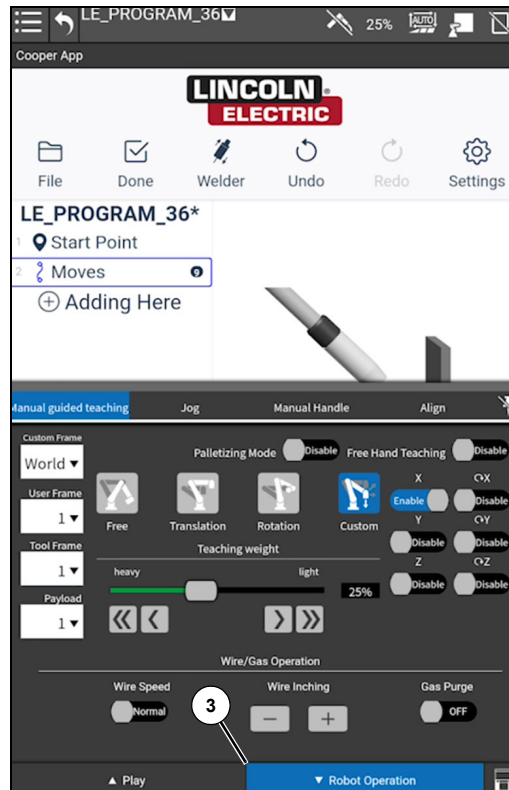 LE_PROGRAM_36
25%
AUTO
Cooper App
LINCOLN ®
ELECTRIC
File Done Welder Undo Redo Settings
LE_PROGRAM_36*
1 Start Point
2 Moves 9
Adding Here
Manual guided teaching Jog Manual Handle Align
Custom Frame
World
Palletizing Mode Disable Free Hand Teaching Disable
User Frame
1
Tool Frame
1
Payload
1
Free Translation Rotation Custom
X X
Enable Disable
Y Y
Disable Disable
Z Z
Disable Disable
Teaching weight
heavy light
25%
Wire/Gas Operation
Wire Speed Wire Inching Gas Purge
Normal - + OFF
3
Play Robot Operation